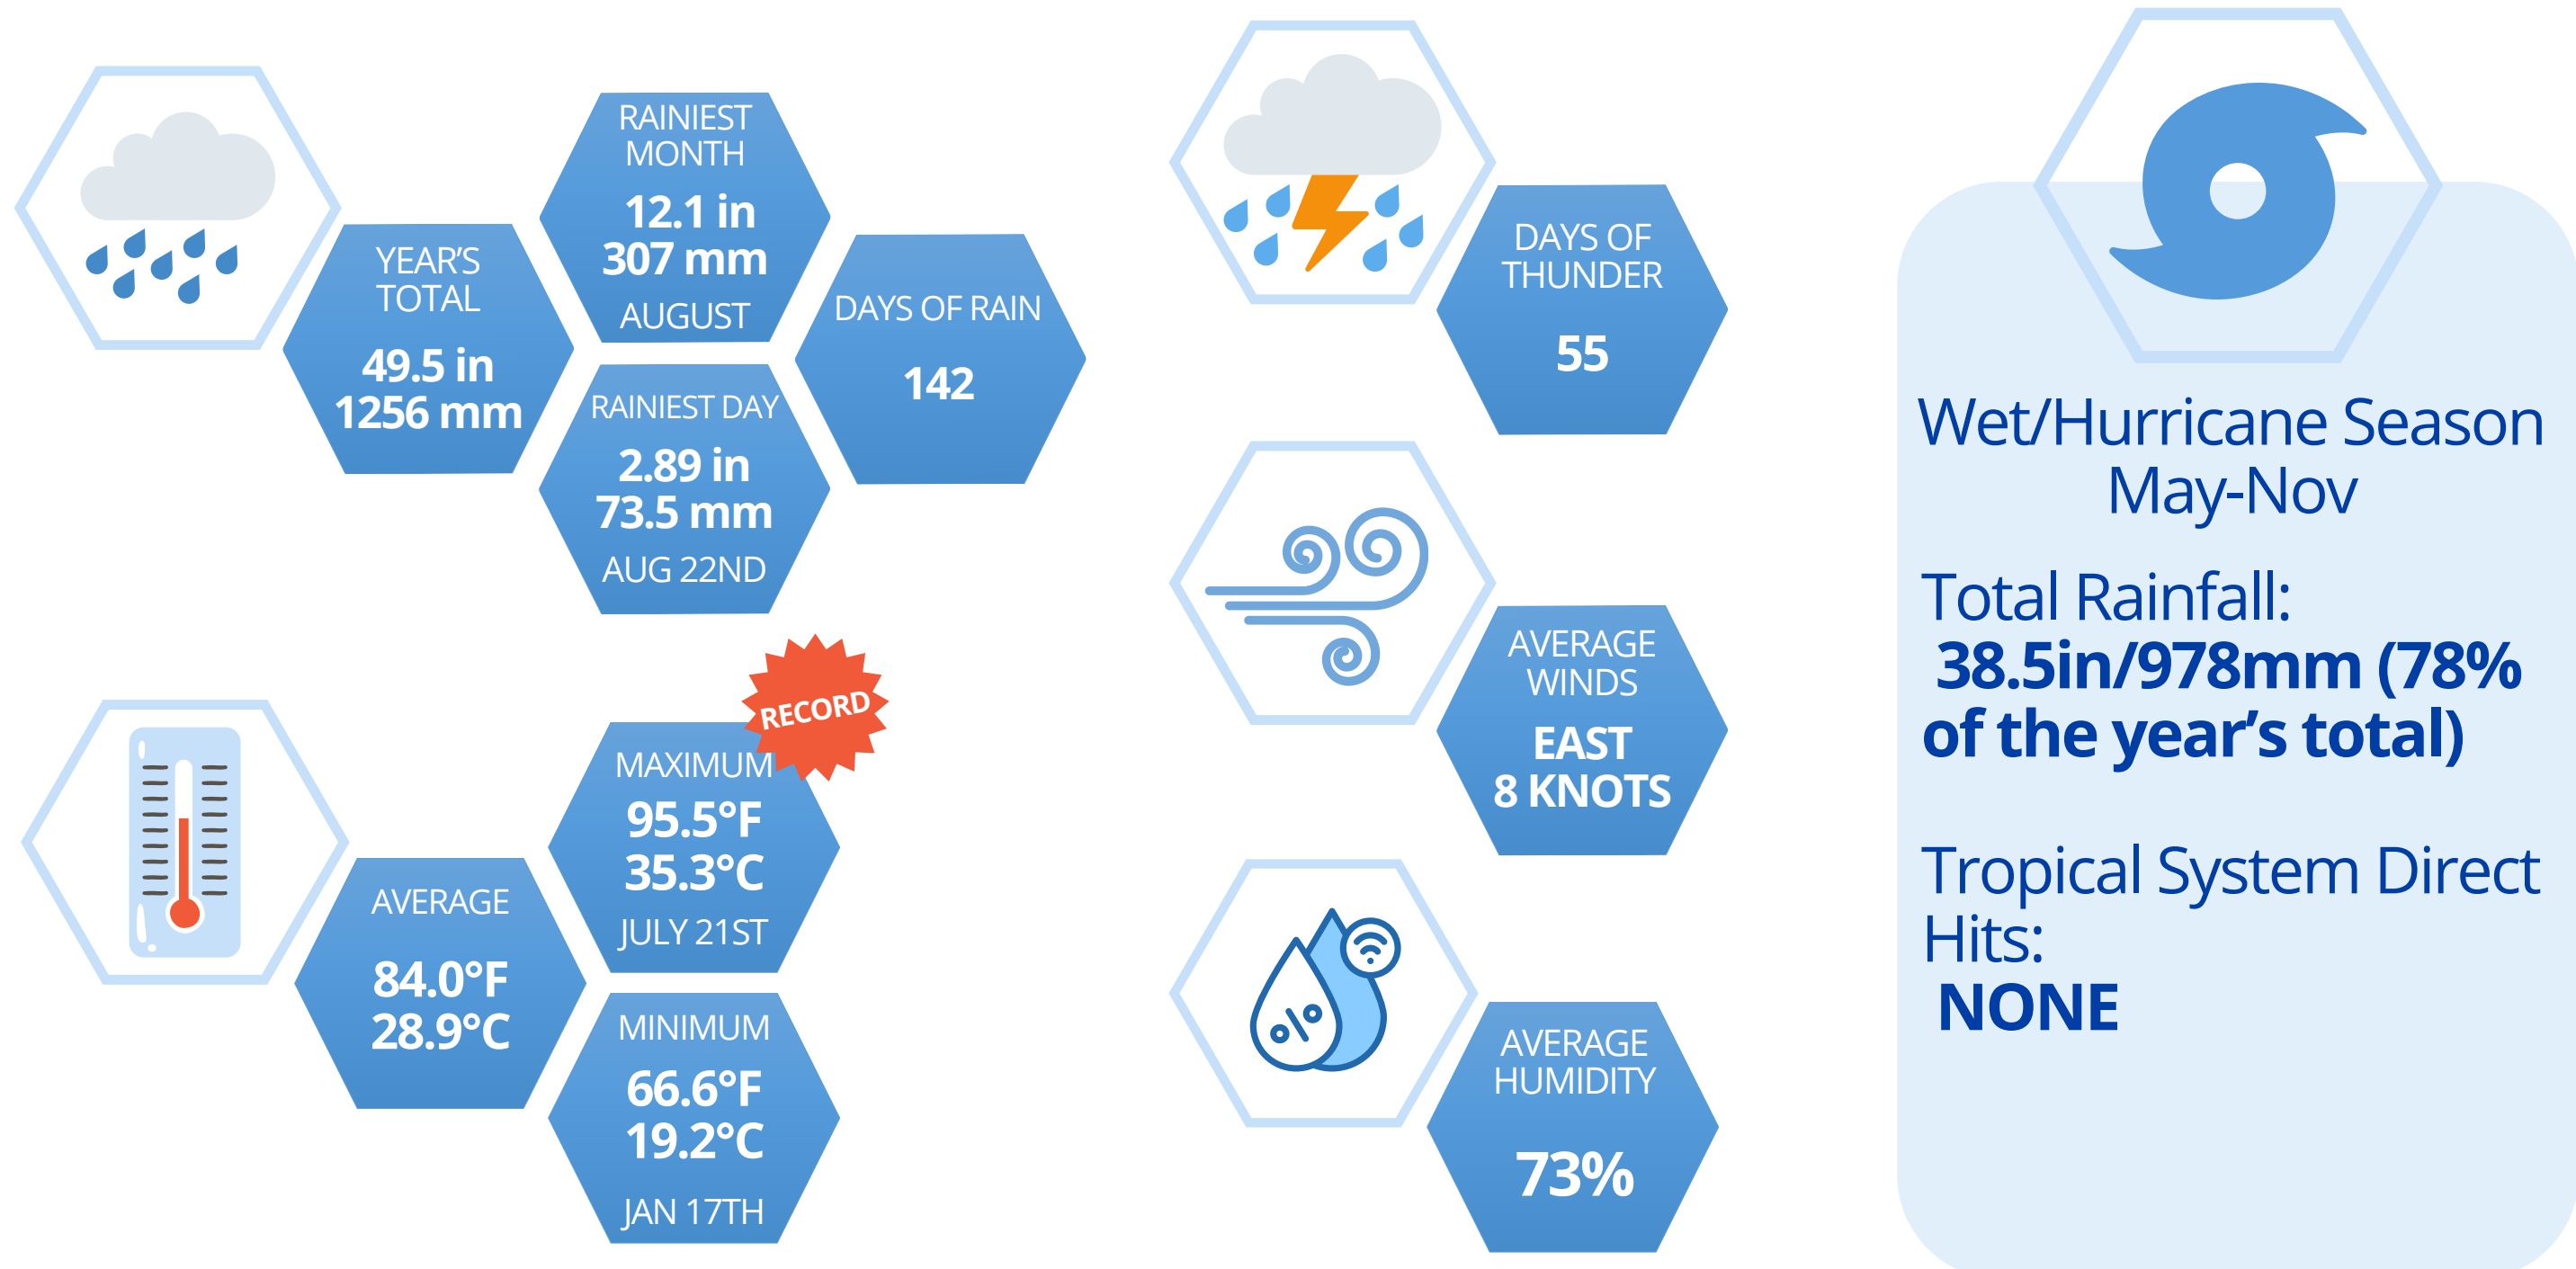 YEAR'S
TOTAL
49.5 in
1256 mm
RAINIEST
MONTH
12.1 in
307 mm
AUGUST
RAINIEST DAY
2.89 in
73.5 mm
AUG 22ND
DAYS OF RAIN
142
AVERAGE
84.0°F
28.9°C
RECORD
MAXIMUM
95.5°F
35.3°C
JULY 21ST
MINIMUM
66.6°F
19.2°C
JAN 17TH
DAYS OF
THUNDER
55
AVERAGE
WINDS
EAST
8 KNOTS
%
AVERAGE
HUMIDITY
73%
Wet/Hurricane Season
May-Nov
Total Rainfall:
38.5in/978mm (78%
of the year's total)
Tropical System Direct
Hits:
NONE